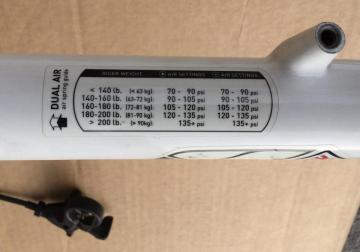 DUAL AIR
air spring guide
RIDER WEIGHT + AIR SETTINGS - AIR SETTINGS
< 140 lb. (< 63 kg): 70 - 90 psi 70 - 90 psi
140-160 lb. (63-72 kg): 90 - 105 psi 90 - 105 psi
160-180 lb. (72-81 kg): 105 - 120 psi 105 - 120 psi
180-200 lb. (81-90 kg): 120 - 135 psi 120 - 135 psi
> 200 lb. (> 90kg): 135+ psi 135+ psi